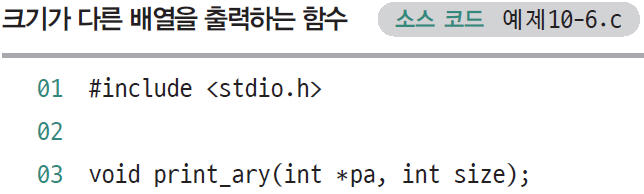 크기가 다른 배열을 출력하는 함수 소스 코드 예제10-6.c
01 #include <stdio.h>
02
03 void print_ary(int *pa, int size);